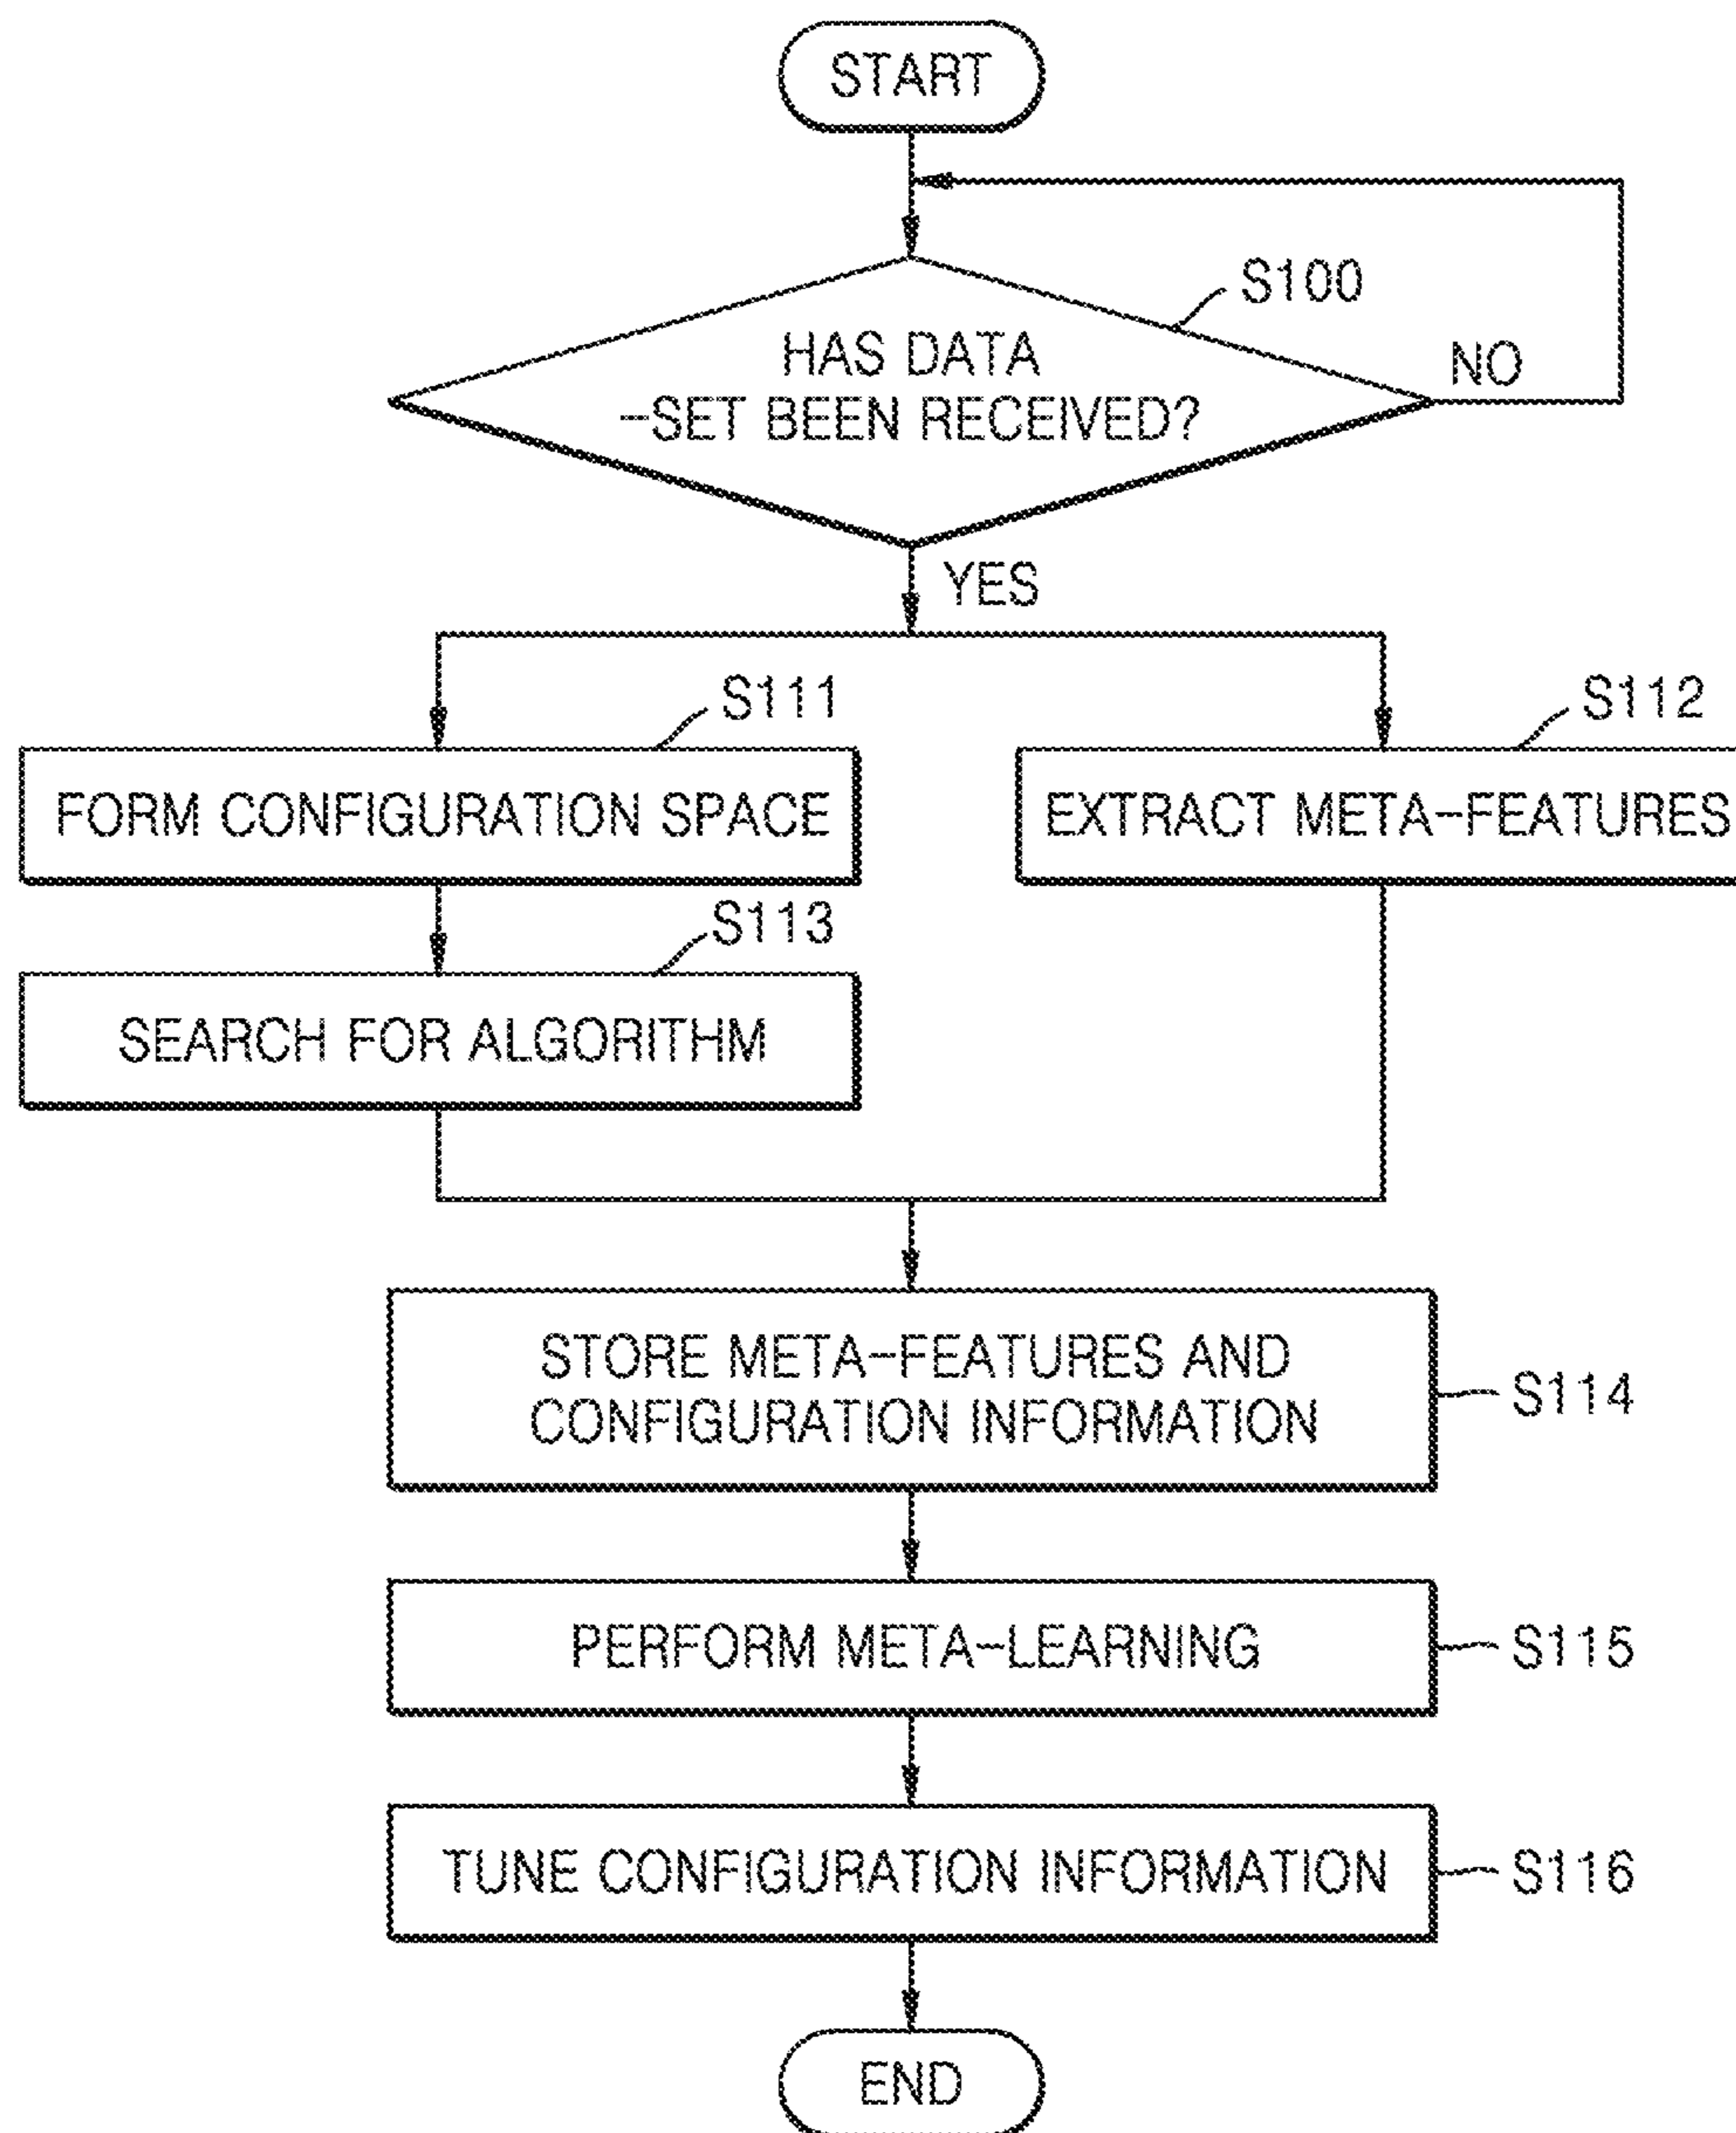 START
S100
HAS DATA
-SET BEEN RECEIVED?
NO
YES
S111
S112
FORM CONFIGURATION SPACE
EXTRACT META-FEATURES
S113
SEARCH FOR ALGORITHM
STORE META-FEATURES AND
CONFIGURATION INFORMATION
S114
PERFORM META-LEARNING
S115
TUNE CONFIGURATION INFORMATION
S116
END